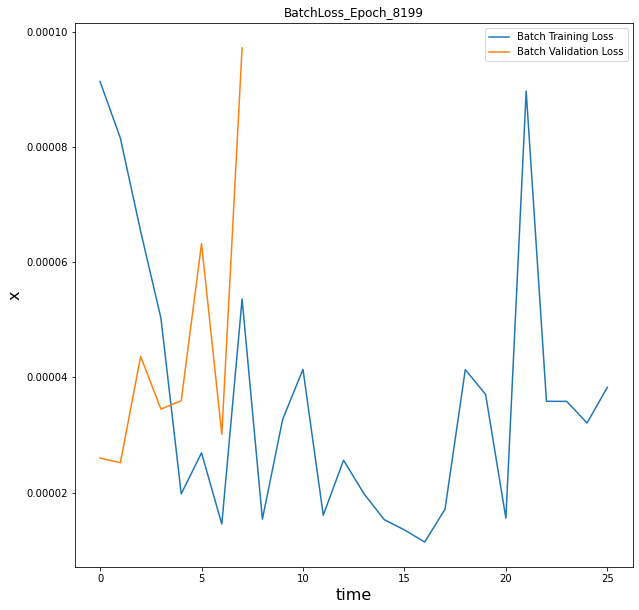 BatchLoss_Epoch_8199
Batch Training Loss
Batch Validation Loss
0.00010
0.00008
0.00006
0.00004
0.00002
x
0 5 10 15 20 25
time